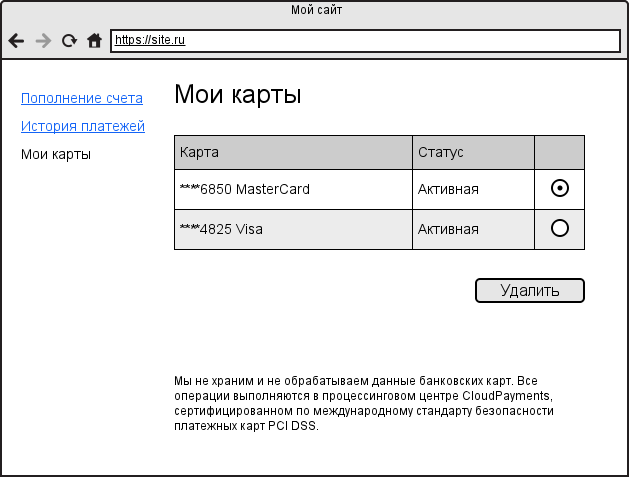 Мой сайт
https://site.ru
Пополнение счета
История платежей
Мои карты
Мои карты
Карта Статус
****6850 MasterCard Активная
****4825 Visa Активная
Удалить
Мы не храним и не обрабатываем данные банковских карт. Все
операции выполняются в процессинговом центре CloudPayments,
сертифицированном по международному стандарту безопасности
платежных карт PCI DSS.